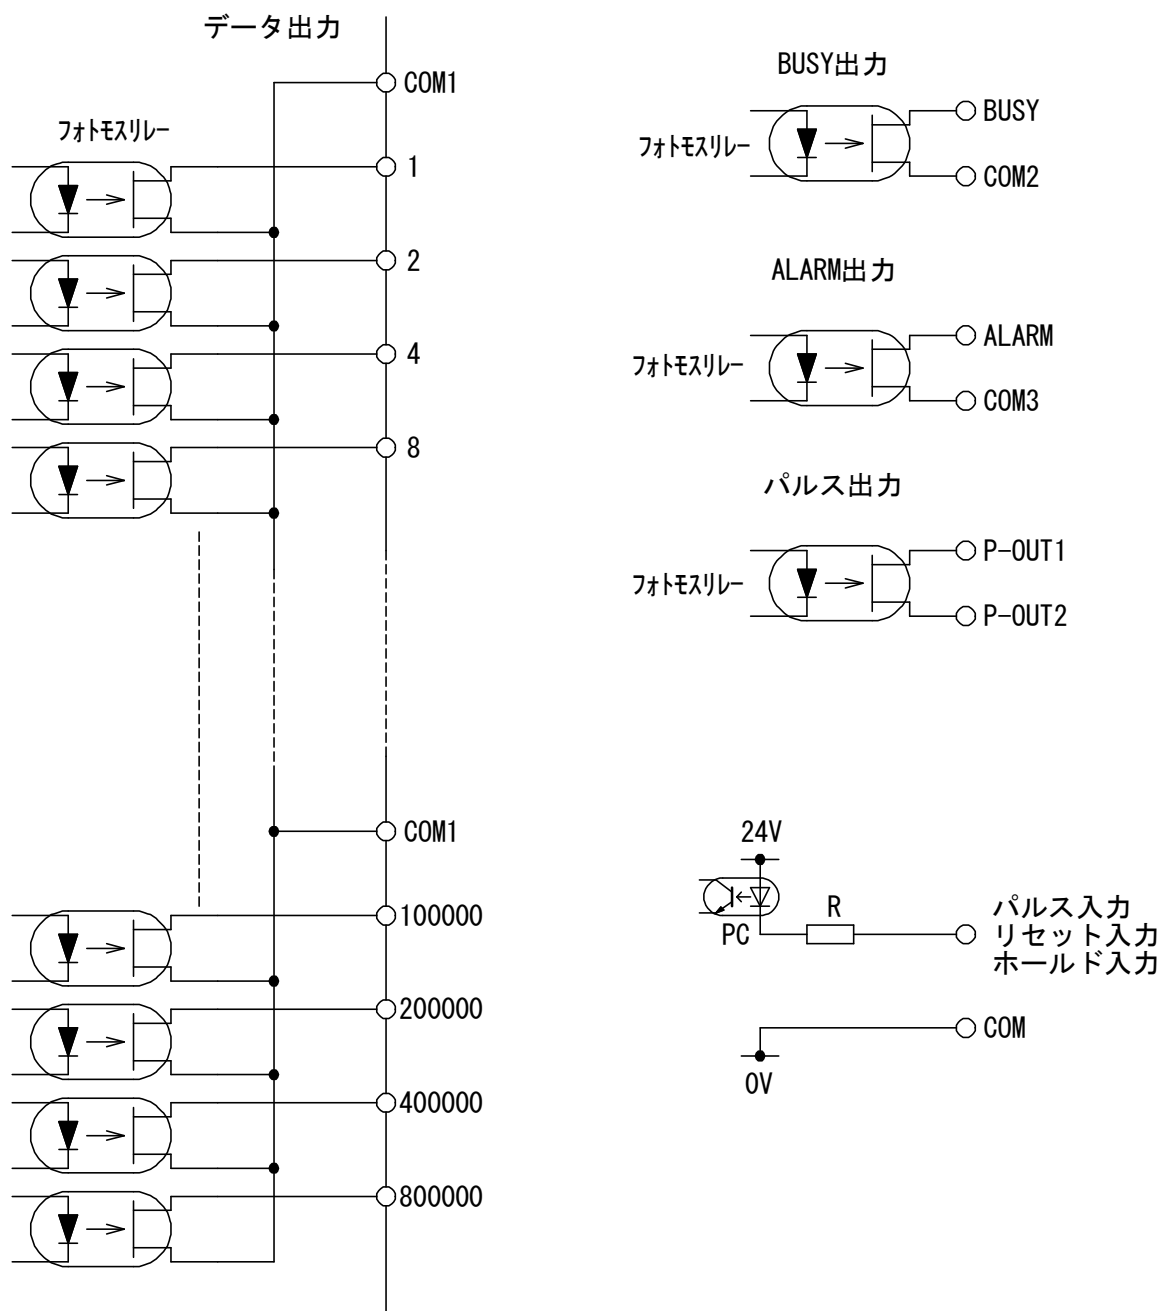 データ出力
COM1
ﾌｫﾄﾓｽﾘﾚｰ
1
2
4
8
COM1
100000
200000
400000
800000
BUSY出力
BUSY
ﾌｫﾄﾓｽﾘﾚｰ
COM2
ALARM出力
ALARM
ﾌｫﾄﾓｽﾘﾚｰ
COM3
パルス出力
P-OUT1
ﾌｫﾄﾓｽﾘﾚｰ
P-OUT2
24V
PC
R
パルス入力
リセット入力
ホールド入力
COM
0V